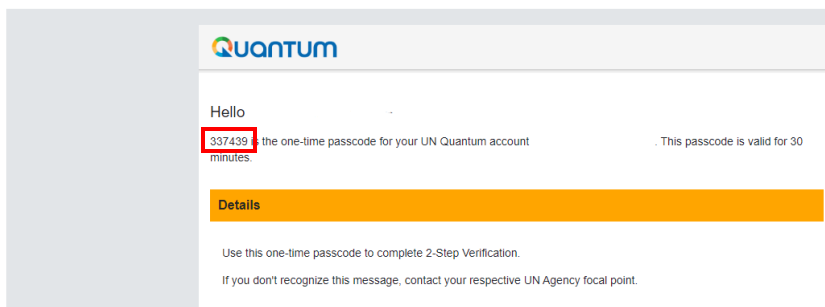 QUANTUM
Hello
337439 is the one-time passcode for your UN Quantum account . This passcode is valid for 30
minutes.
Details
Use this one-time passcode to complete 2-Step Verification.
If you don't recognize this message, contact your respective UN Agency focal point.